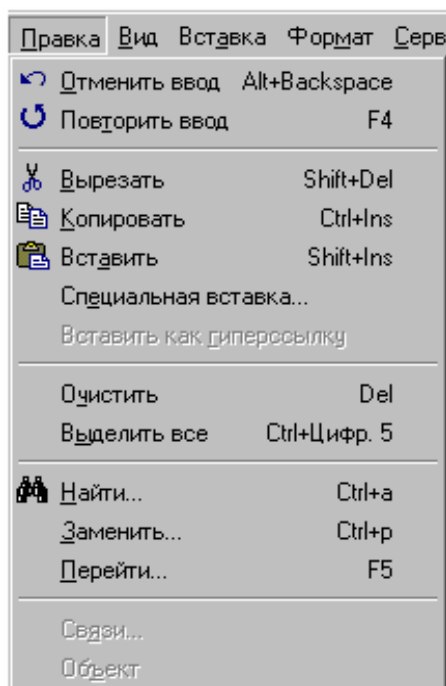 Правка Вид Вставка Формат Серв
Отменить ввод Alt+Backspace
Повторить ввод F4
Вырезать Shift+Del
Копировать Ctrl+Ins
Вставить Shift+Ins
Специальная вставка...
Вставить как гиперссылку
Очистить Del
Выделить все Ctrl+Цифр. 5
Найти... Ctrl+а
Заменить... Ctrl+р
Перейти... F5
Связи...
Объект